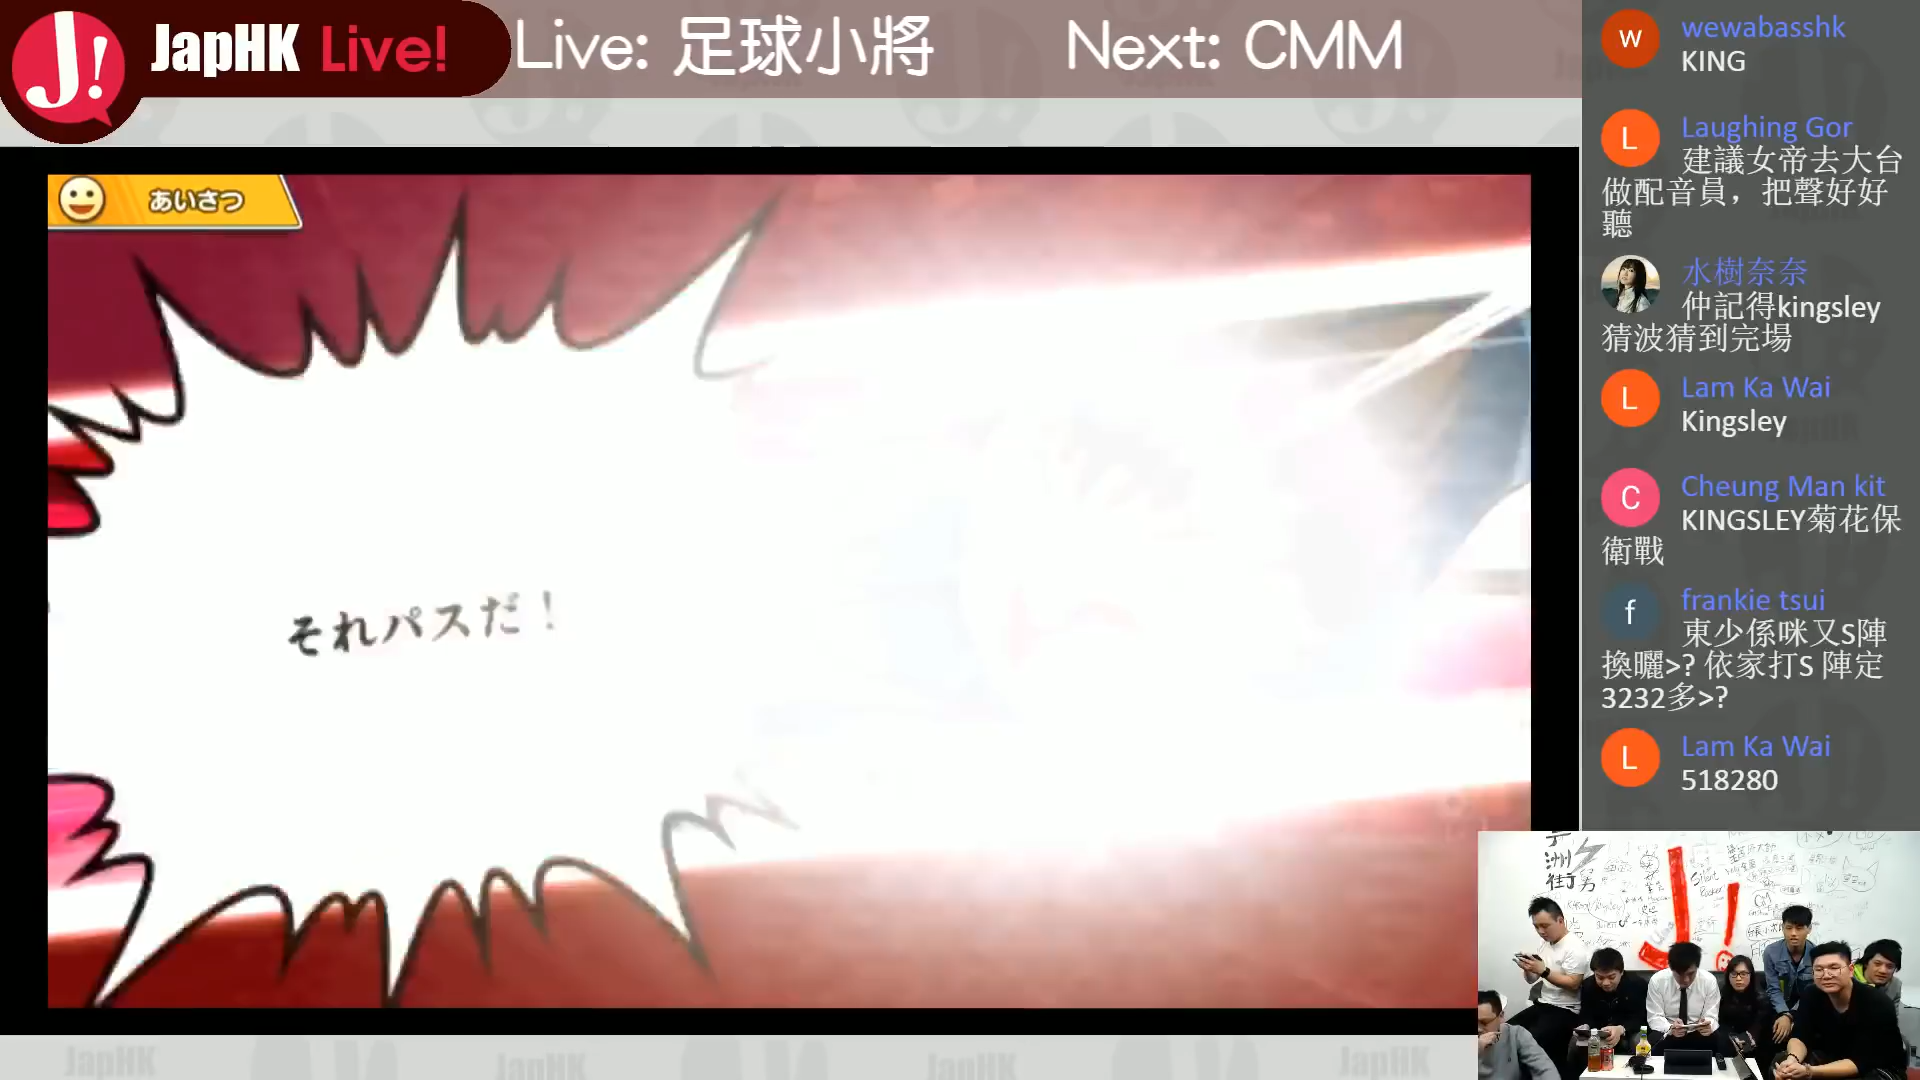 J!
JapHK Live!
Live: 足球小將
Next: CMM
あいさつ
それパスだ！
wewabasshk
KING
Laughing Gor
建議女帝去大台
做配音員，把聲好好
聽
水樹奈奈
仲記得kingsley
猜波猜到完場
Lam Ka Wai
Kingsley
Cheung Man kit
KINGSLEY菊花保
衛戰
frankie tsui
東少係咪又S陣
換曬>? 依家打S 陣定
3232多>?
Lam Ka Wai
518280
J!
JapHK
JapHK
JapHK
JapHK